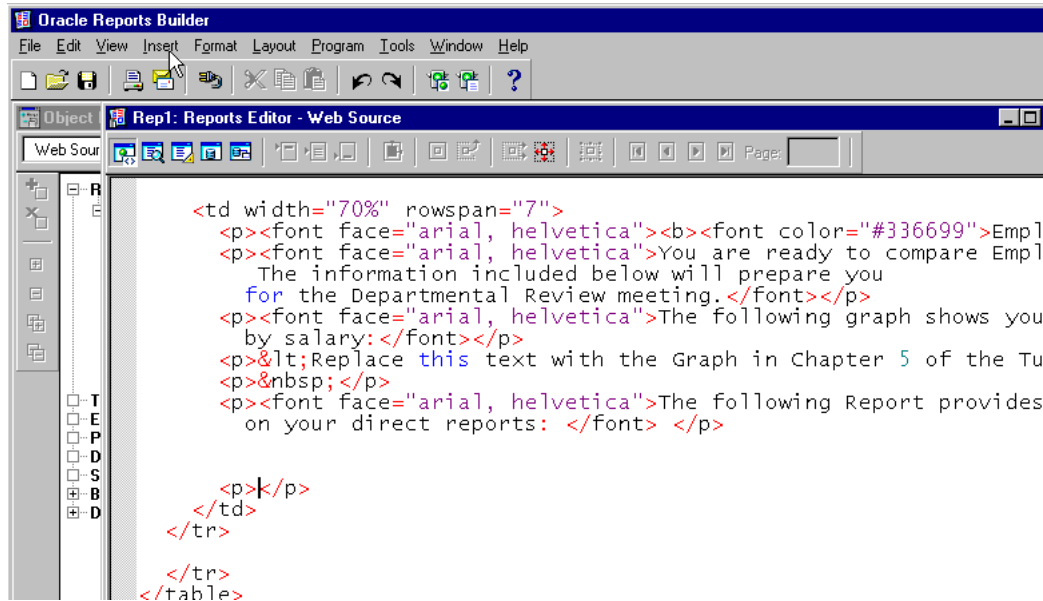 Oracle Reports Builder
File Edit View Insert Format Layout Program Tools Window Help
Object
Rep1: Reports Editor - Web Source
Web Sour
Page:
R
<td width="70%" rowspan="7">
<p><font face="arial, helvetica"><b><font color="#336699">Empl
<p><font face="arial, helvetica">You are ready to compare Empl
The information included below will prepare you
for the Departmental Review meeting.</font></p>
<p><font face="arial, helvetica">The following graph shows you
by salary:</font></p>
<p>&lt;Replace this text with the Graph in Chapter 5 of the Tu
<p>&nbsp;</p>
<p><font face="arial, helvetica">The following Report provides
on your direct reports: </font> </p>
T
E
P
D
S
B
D
<p></p>
</td>
</tr>
</tr>
</table>